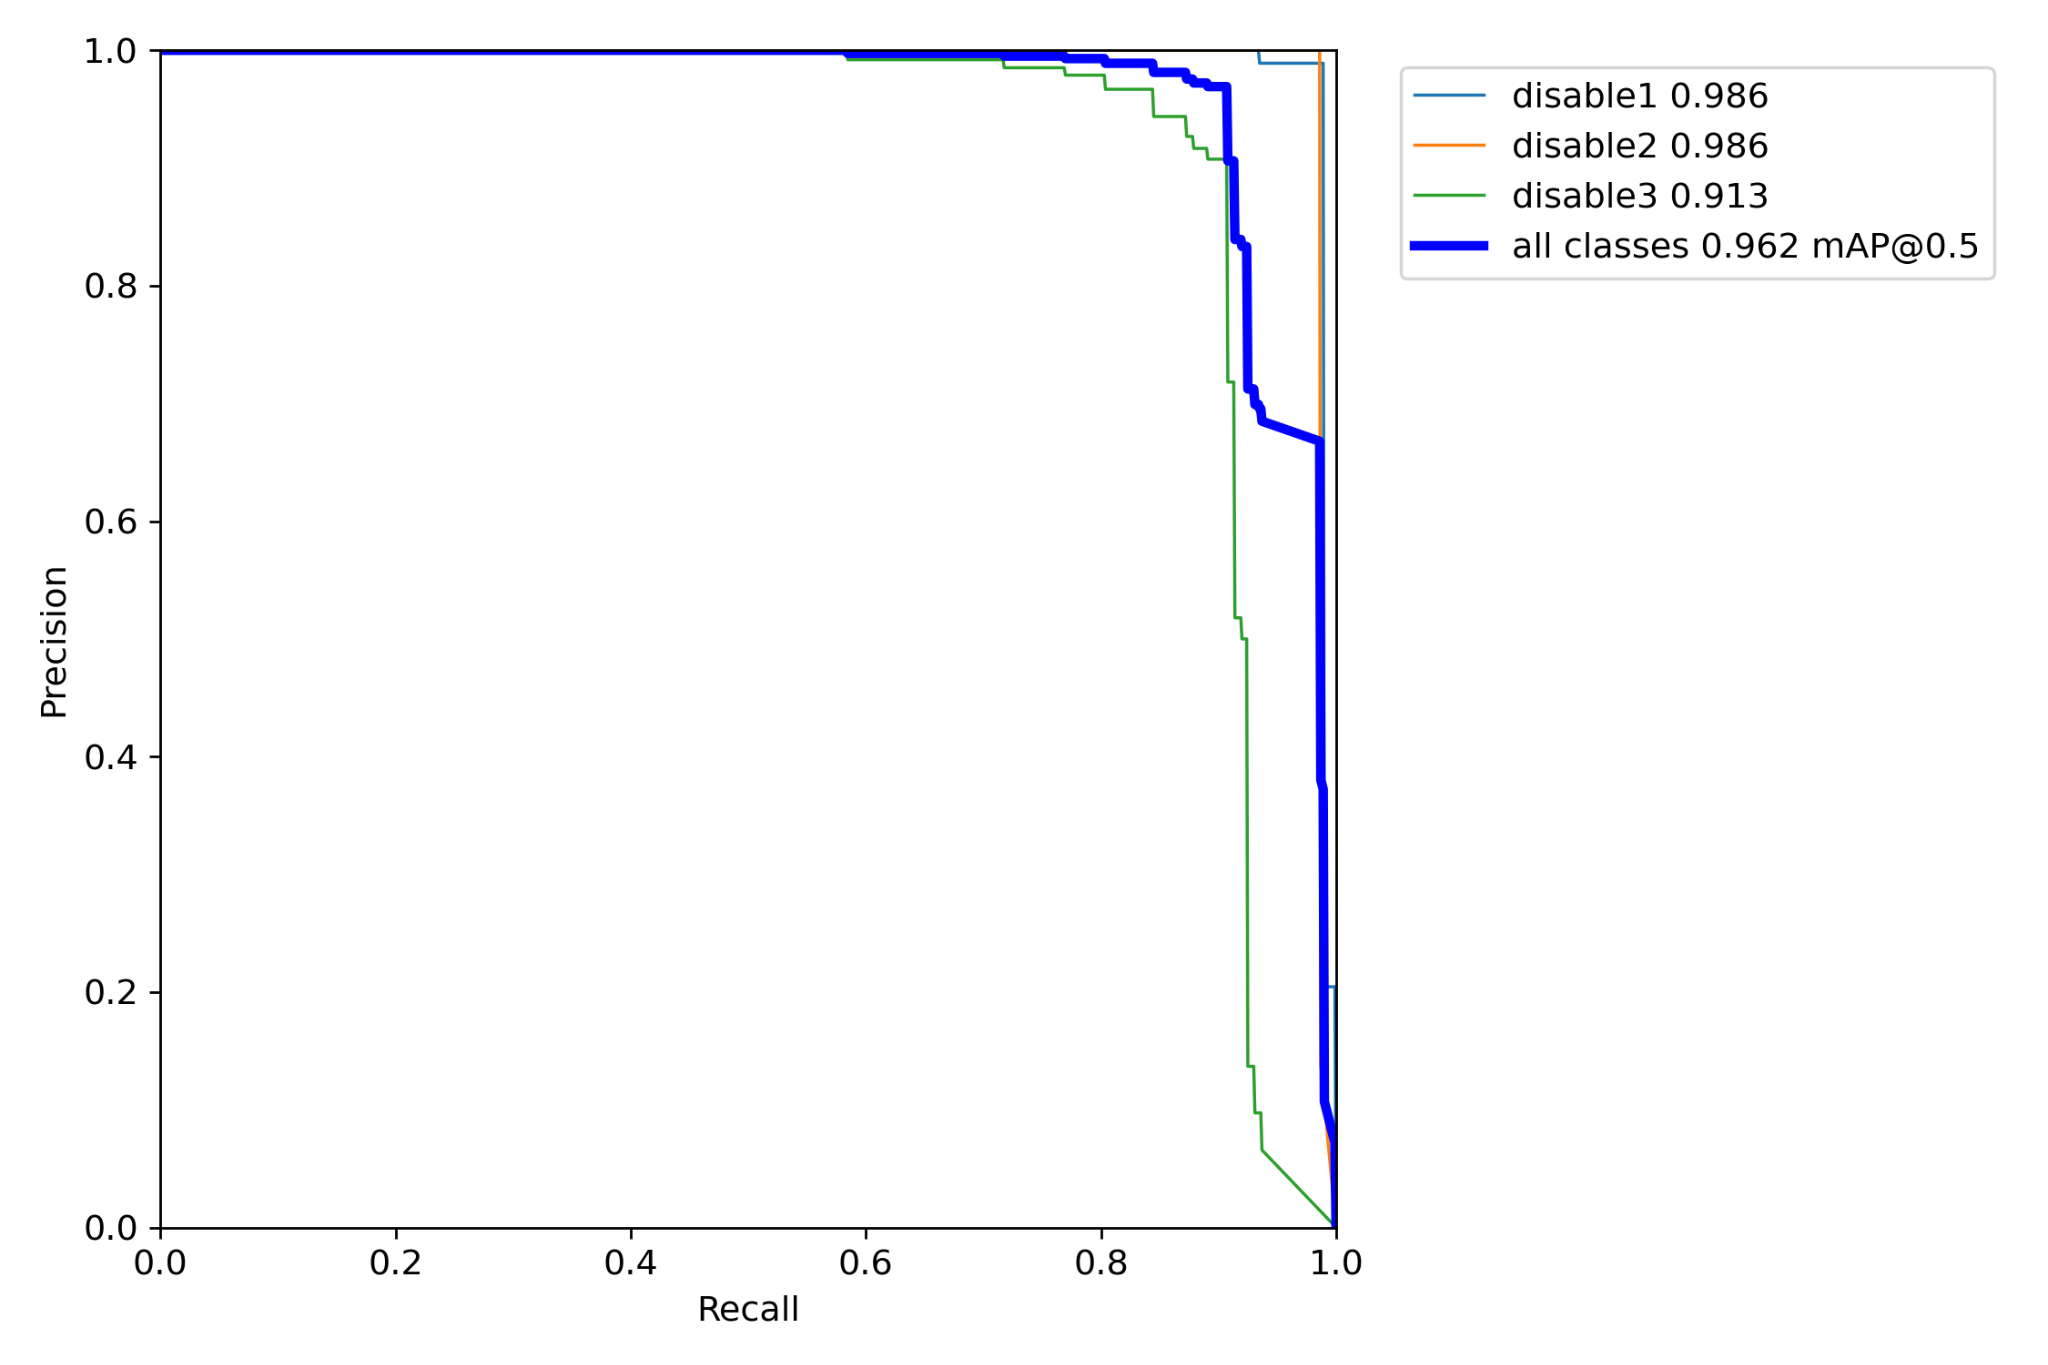 1.0
0.8
0.6
0.4
0.2
0.0
0.0 0.2 0.4 0.6 0.8 1.0
Precision
Recall
disable1 0.986
disable2 0.986
disable3 0.913
all classes 0.962 mAP@0.5